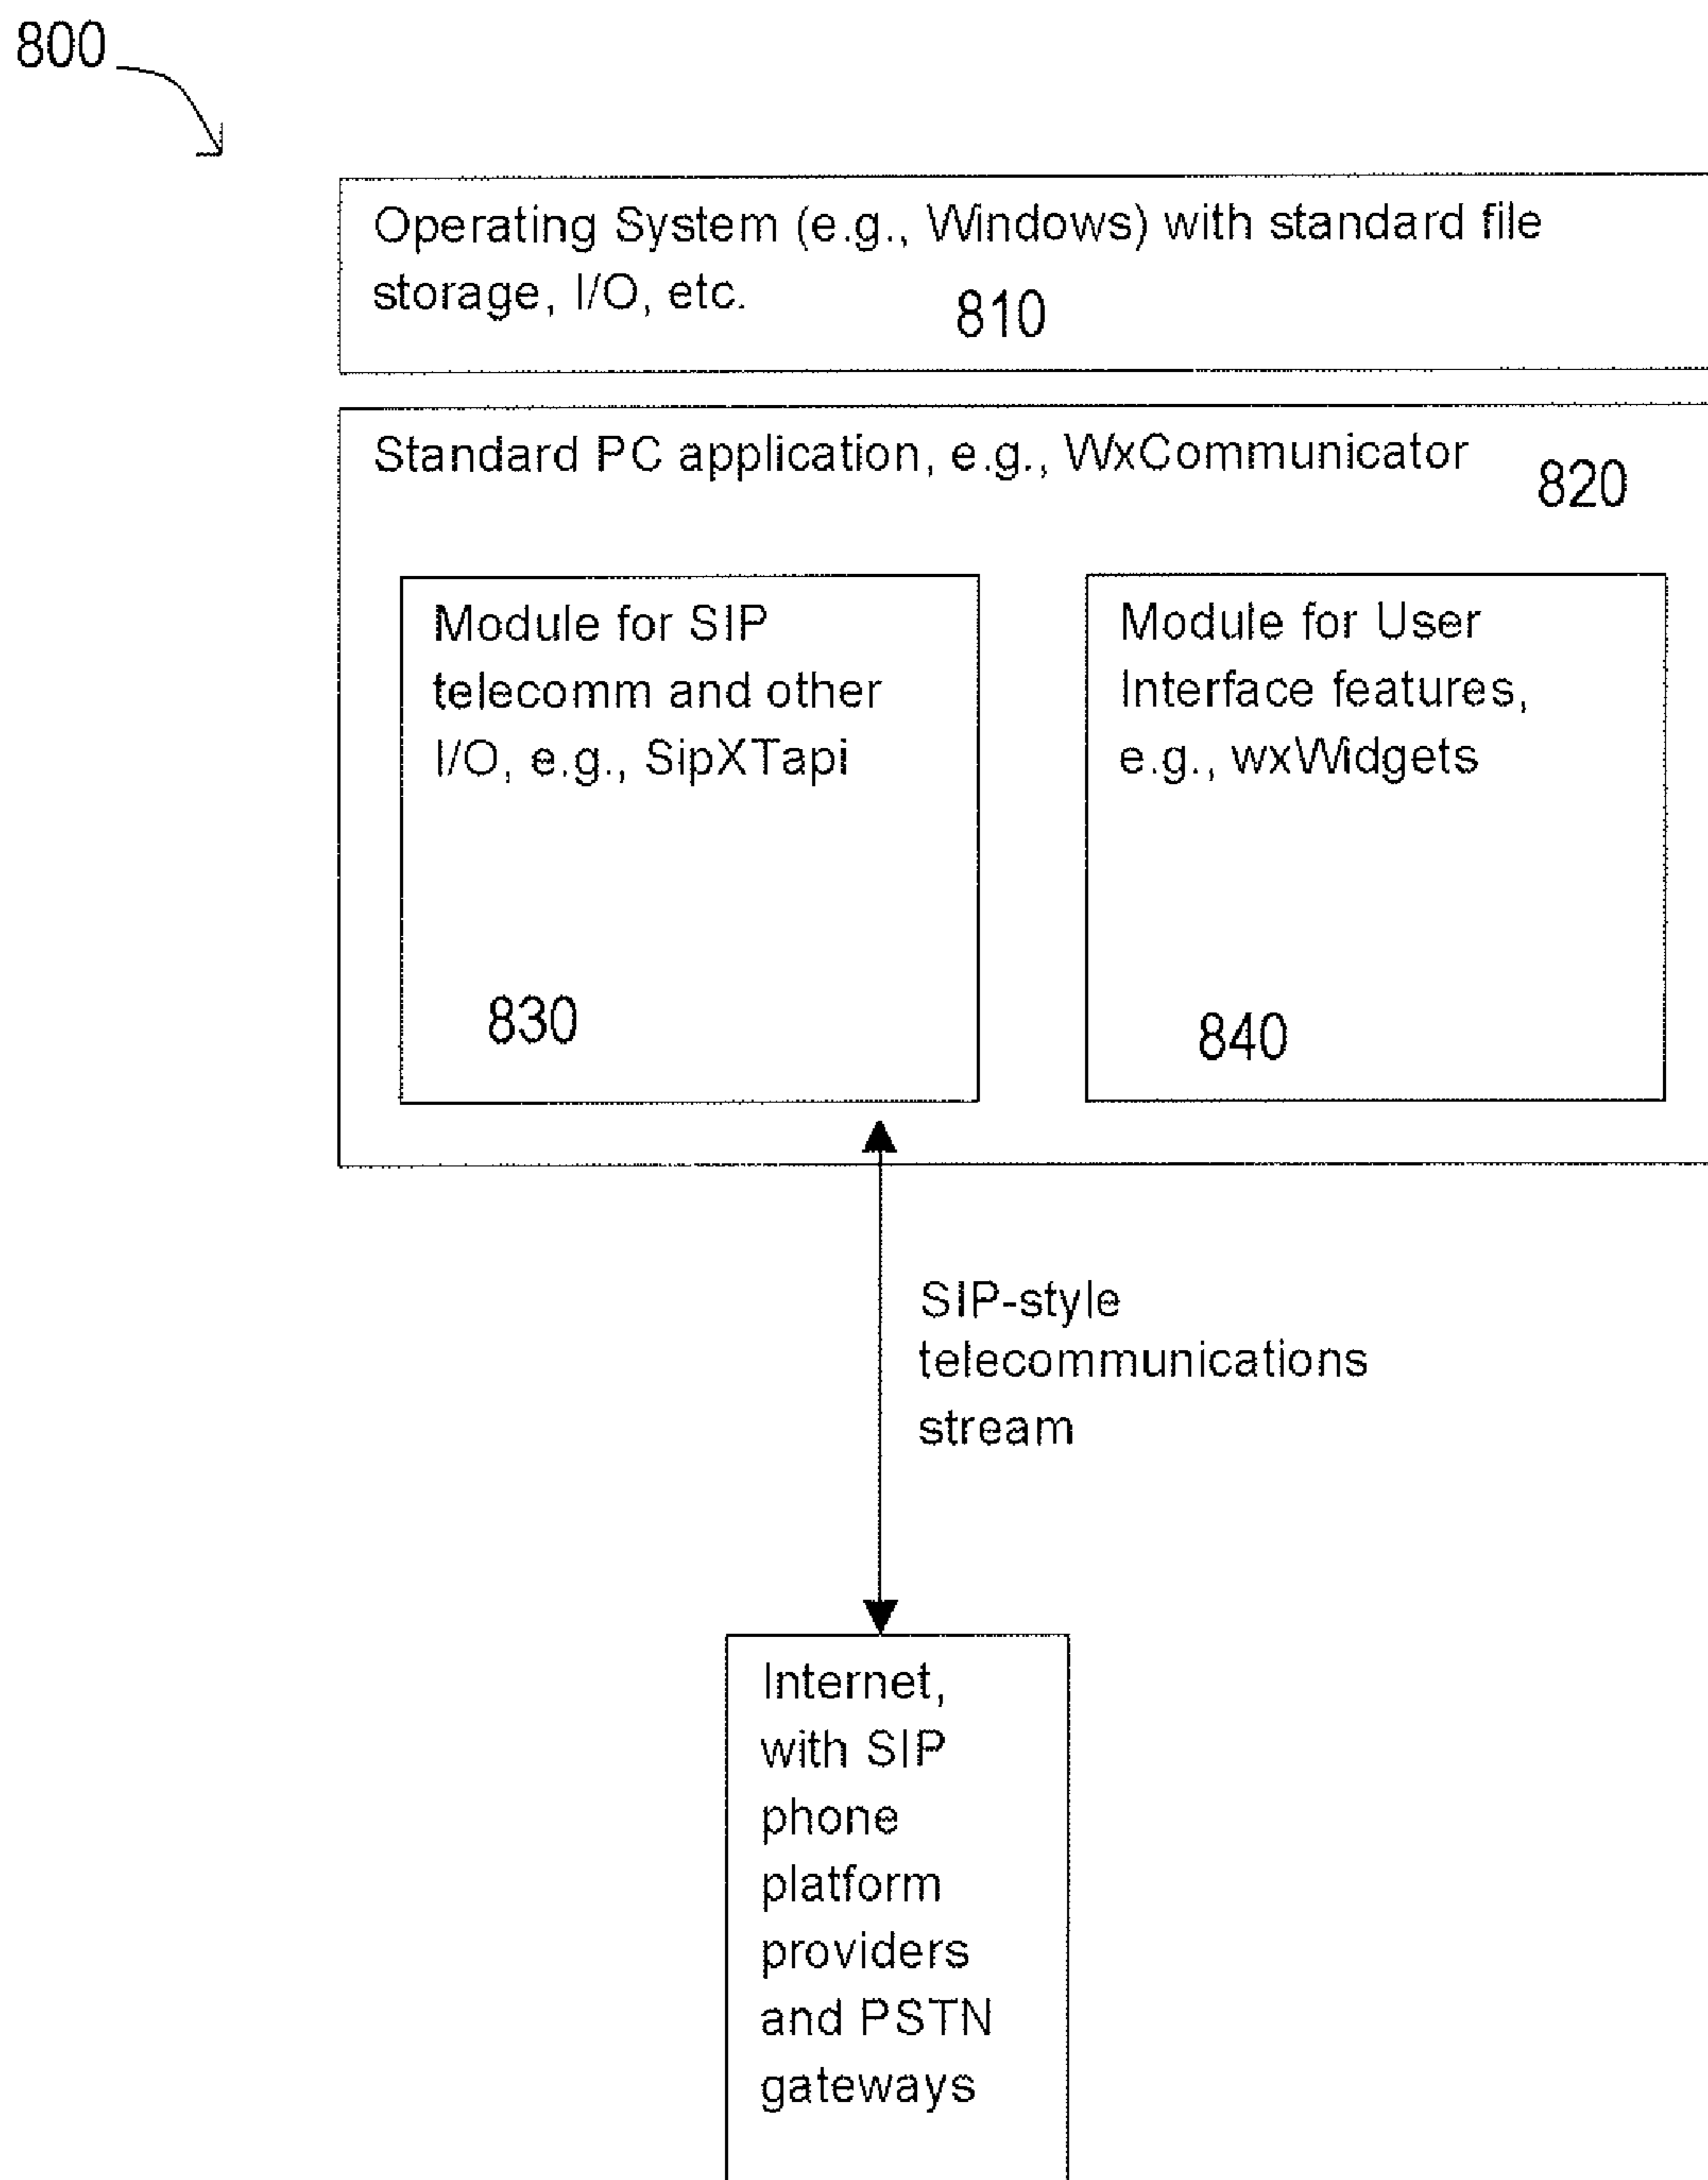 800
Operating System (e.g., Windows) with standard file
storage, I/O, etc.
810
Standard PC application, e.g., WxCommunicator
820
Module for SIP
telecomm and other
I/O, e.g., SipXTapi
830
Module for User
Interface features,
e.g., wxWidgets
840
SIP-style
telecommunications
stream
Internet,
with SIP
phone
platform
providers
and PSTN
gateways